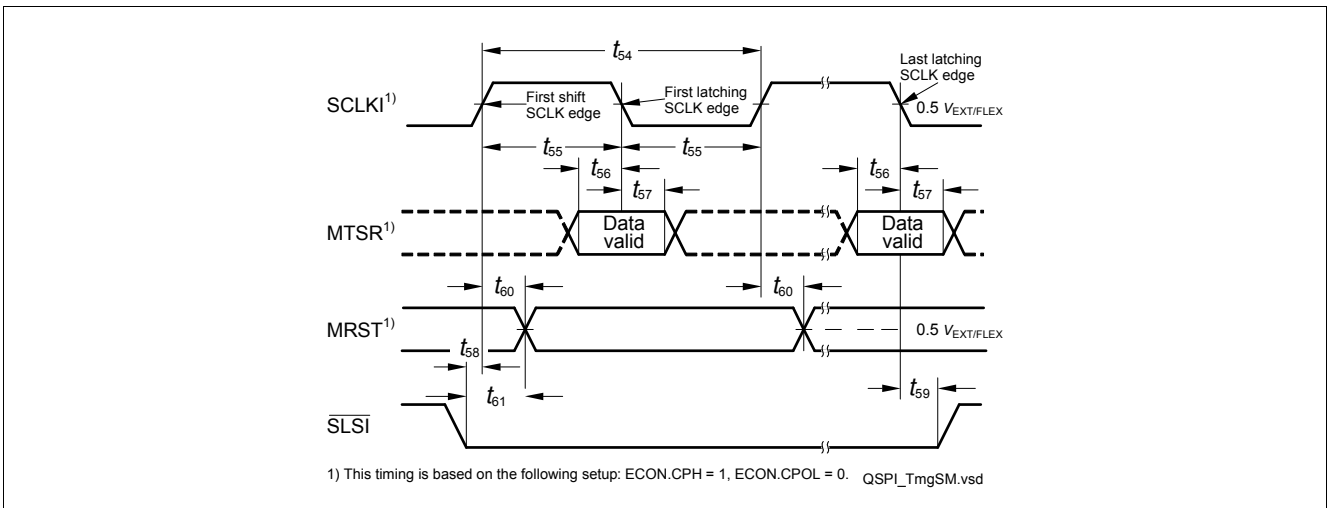 t54
Last latching
SCLK edge
SCLKI1)
First shift
SCLK edge
First latching
SCLK edge
0.5 VEXT/FLEX
t55
t55
t56
t56
t57
t57
MTSR1)
Data
valid
Data
valid
t60
t60
MRST1)
0.5 VEXT/FLEX
t58
t61
t59
SLSI
1) This timing is based on the following setup: ECON.CPH = 1, ECON.CPOL = 0.
QSPI_TmgSM.vsd